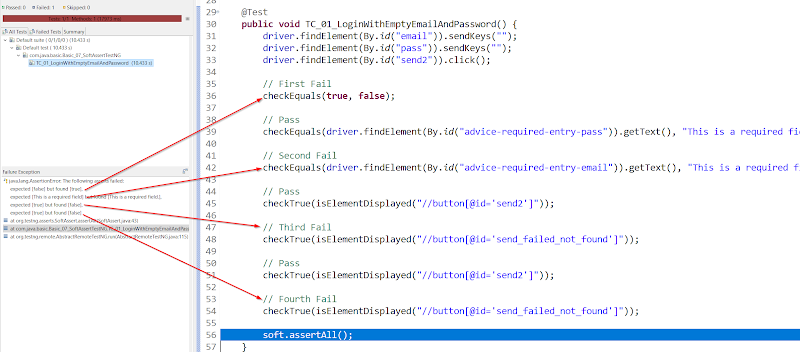 Passed: 0
Failed: 1
Skipped: 0
Tests: 1/1 Methods: 1
All Tests
Failed Tests
Summary
Default suite ( 0/1/0/0 ) (10.433 s)
Default test ( 10.433 s)
com.java.basic.Basic_07_SoftAssertTestNG
TC_01_LoginWithEmptyEmailAndPassword (10.433 s)
Failure Exception
java.lang.AssertionError: The following asserts failed:
expected [false] but found [true],
expected [This is a required field] but found [This is a required field.],
expected [true] but found [false],
expected [true] but found [false]
at org.testng.asserts.SoftAssert.assertAll(SoftAssert.java:43)
at com.java.basic.Basic_07_SoftAssertTestNG.TC_01_LoginWithEmptyEmailAndPassword
at org.testng.remote.AbstractRemoteTestNG.run(AbstractRemoteTestNG.java:115)
28
29 @Test
30 public void TC_01_LoginWithEmptyEmailAndPassword() {
31 driver.findElement(By.id("email")).sendKeys("");
32 driver.findElement(By.id("pass")).sendKeys("");
33 driver.findElement(By.id("send2")).click();
34
35 // First Fail
36 checkEquals(true, false);
37
38 // Pass
39 checkEquals(driver.findElement(By.id("advice-required-entry-pass")).getText(), "This is a required fi
40
41 // Second Fail
42 checkEquals(driver.findElement(By.id("advice-required-entry-email")).getText(), "This is a required f
43
44 // Pass
45 checkTrue(isElementDisplayed("//button[@id='send2']"));
46
47 // Third Fail
48 checkTrue(isElementDisplayed("//button[@id='send_failed_not_found']"));
49
50 // Pass
51 checkTrue(isElementDisplayed("//button[@id='send2']"));
52
53 // Fourth Fail
54 checkTrue(isElementDisplayed("//button[@id='send_failed_not_found']"));
55
56 soft.assertAll();
57 }